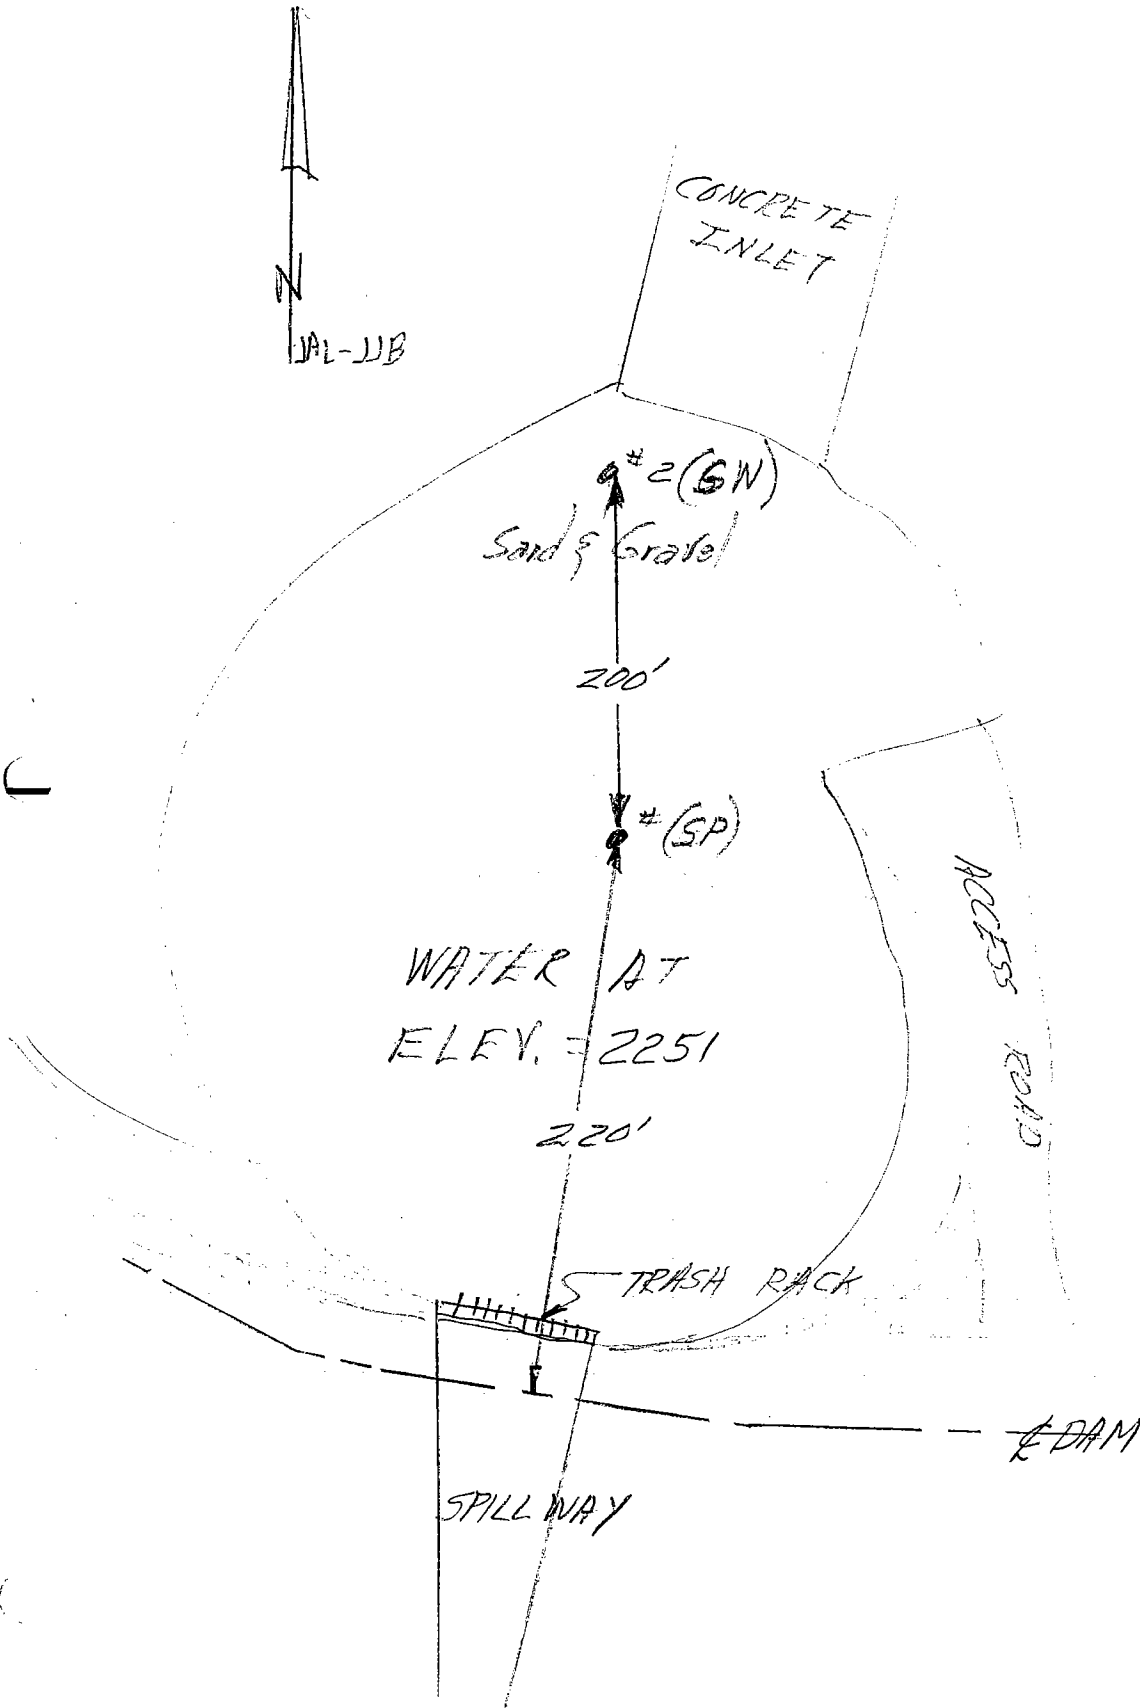 N
JAL-JJB
CONCRETE
INLET
#2 (GW)
Sand & Gravel
200'
# (SP)
WATER AT
ELEV. = 2251
220'
ACCESS ROAD
TRASH RACK
℄ DAM
SPILLWAY